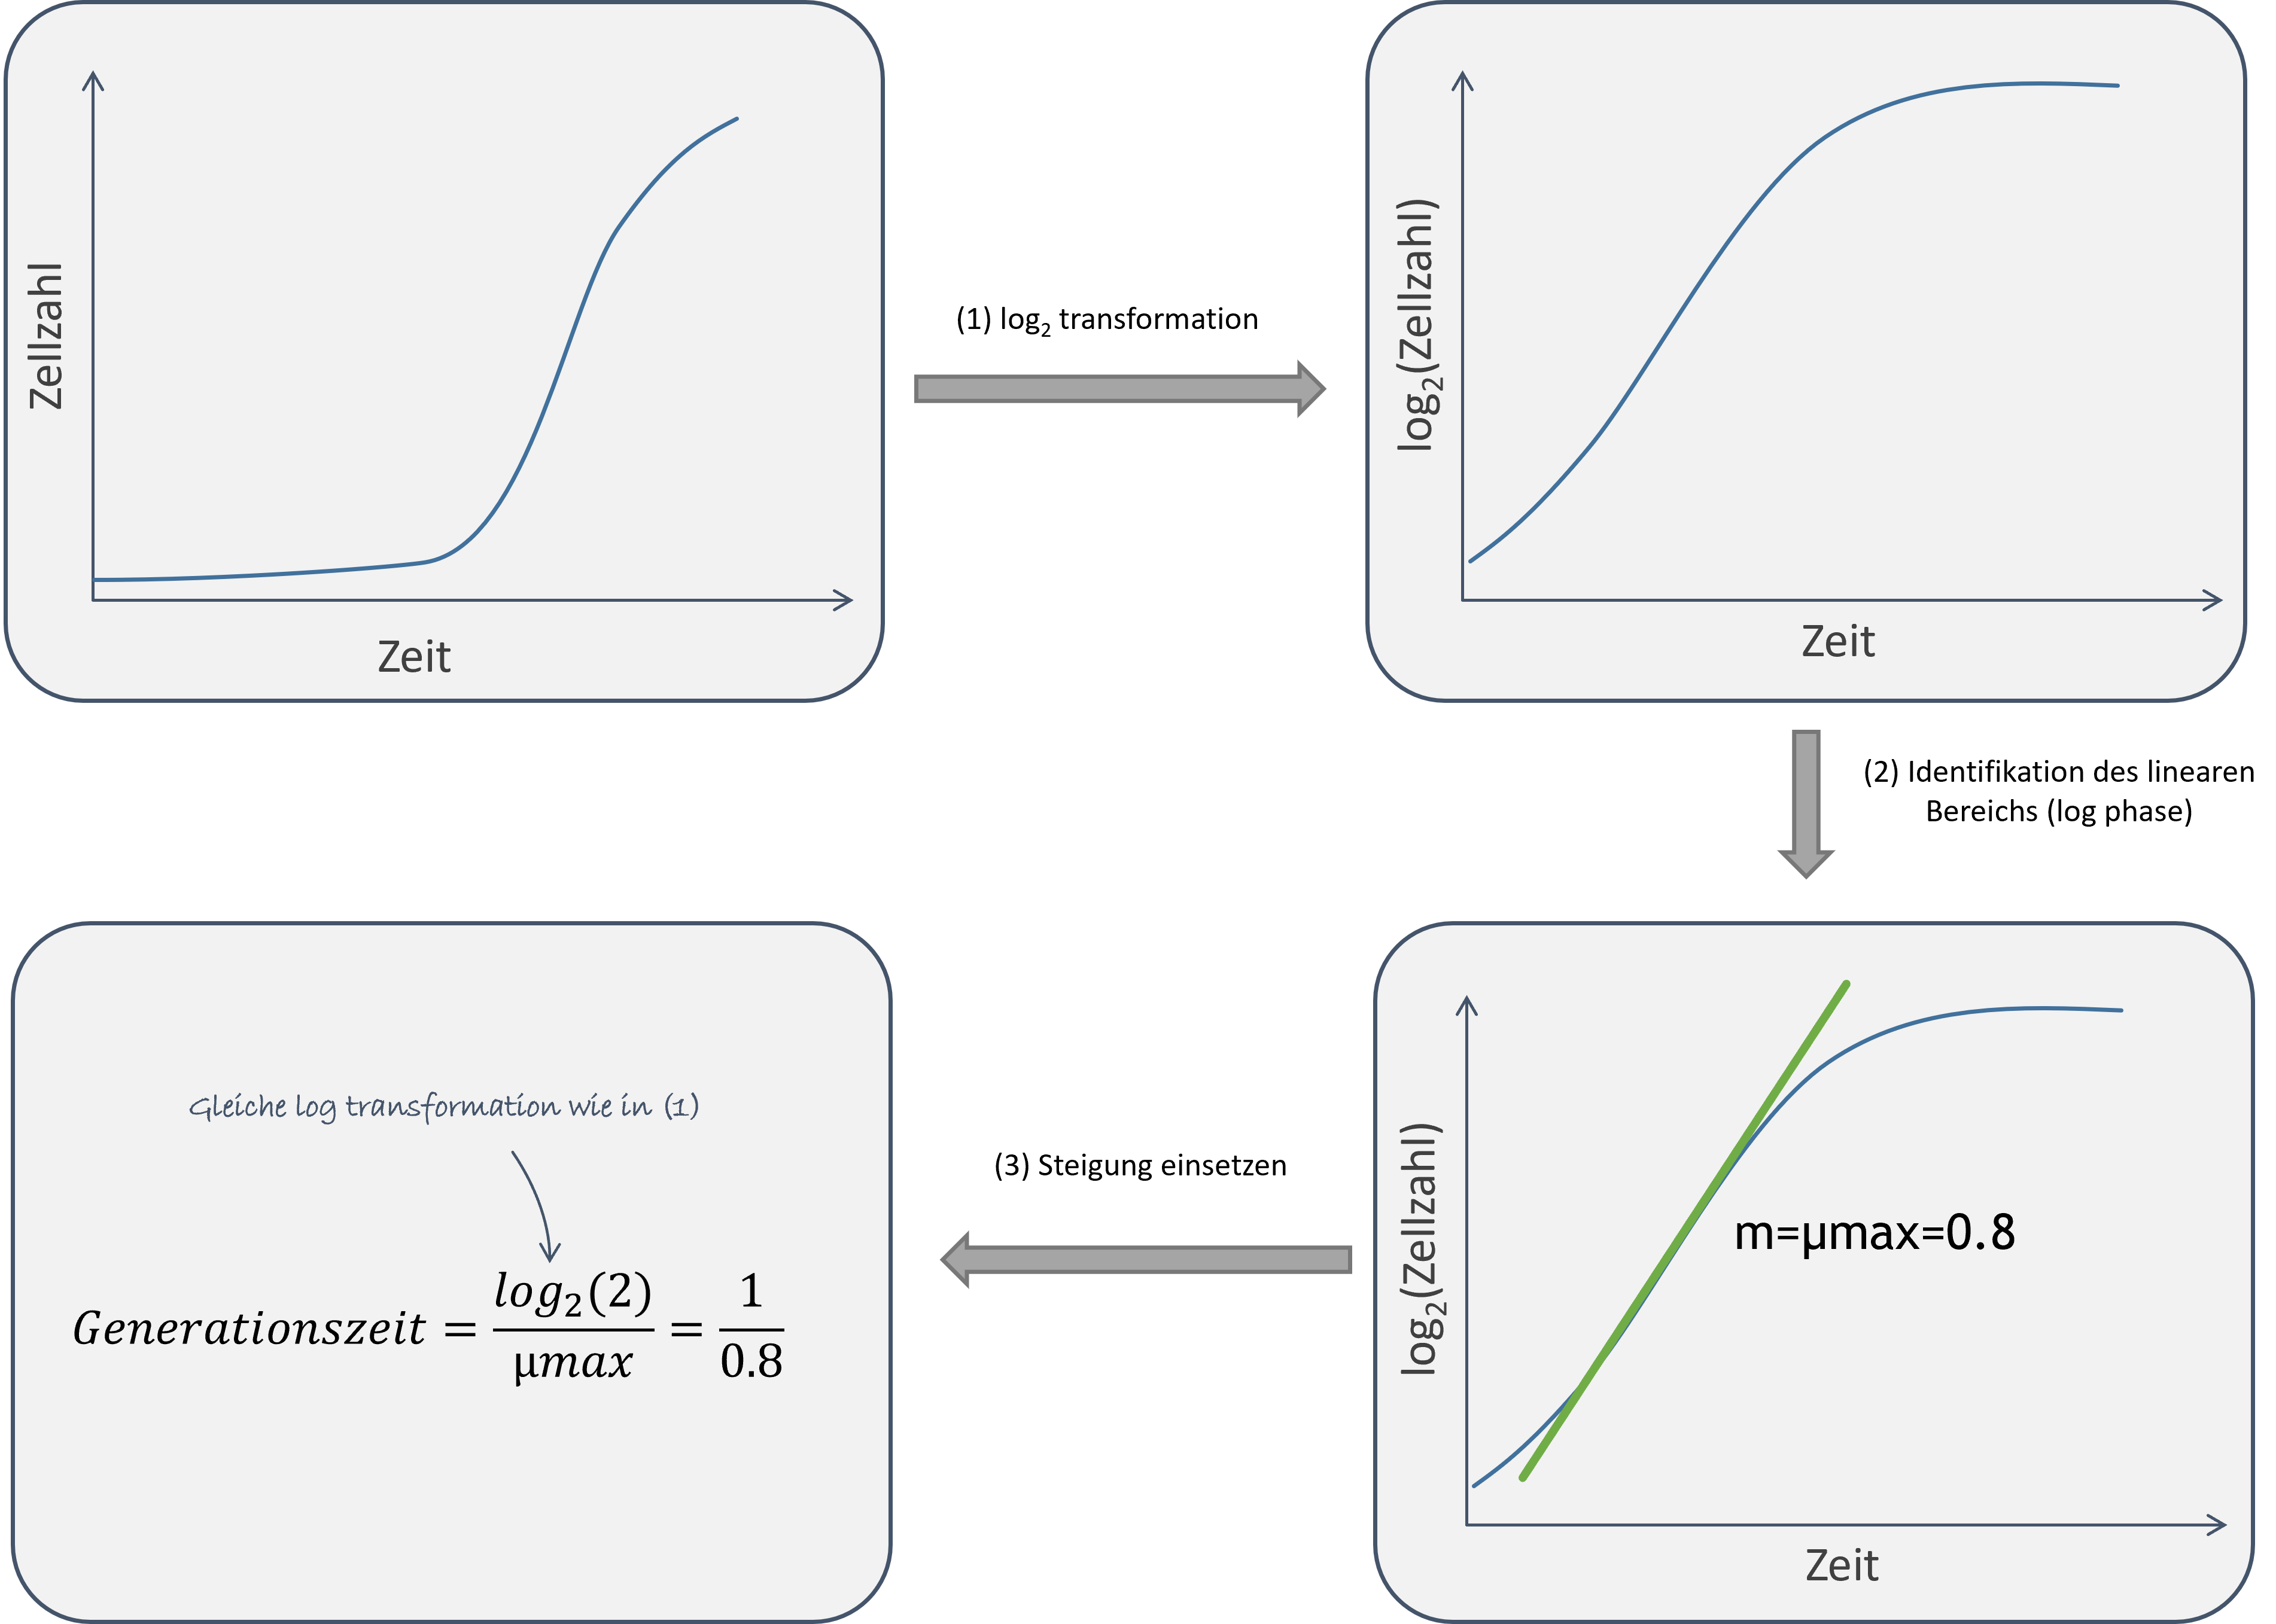 Zellzahl
Zeit
(1) log₂ transformation
log₂(Zellzahl)
Zeit
(2) Identifikation des linearen
Bereichs (log phase)
log₂(Zellzahl)
m=µmax=0.8
Zeit
(3) Steigung einsetzen
Gleiche log transformation wie in (1)
Generationszeit = log₂(2)/µmax = 1/0.8